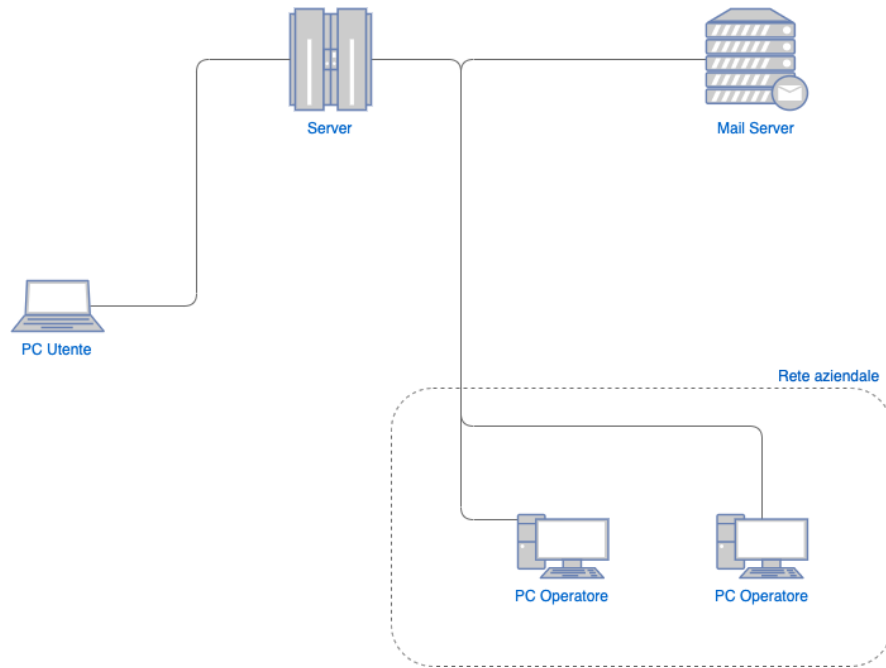 Server
Mail Server
PC Utente
Rete aziendale
PC Operatore
PC Operatore